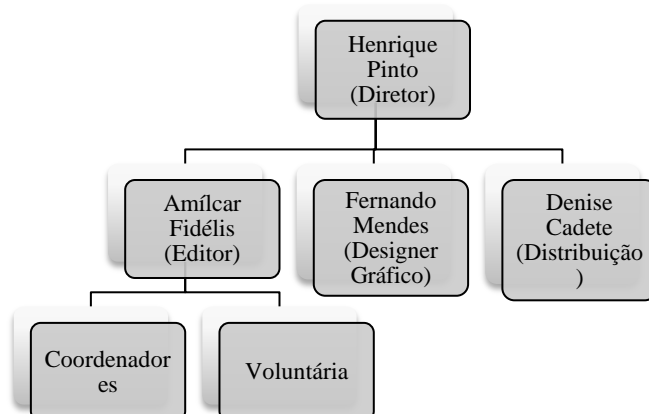 Henrique
Pinto
(Diretor)
Amílcar
Fidélis
(Editor)
Fernando
Mendes
(Designer
Gráfico)
Denise
Cadete
(Distribuição
)
Coordenador
es
Voluntária